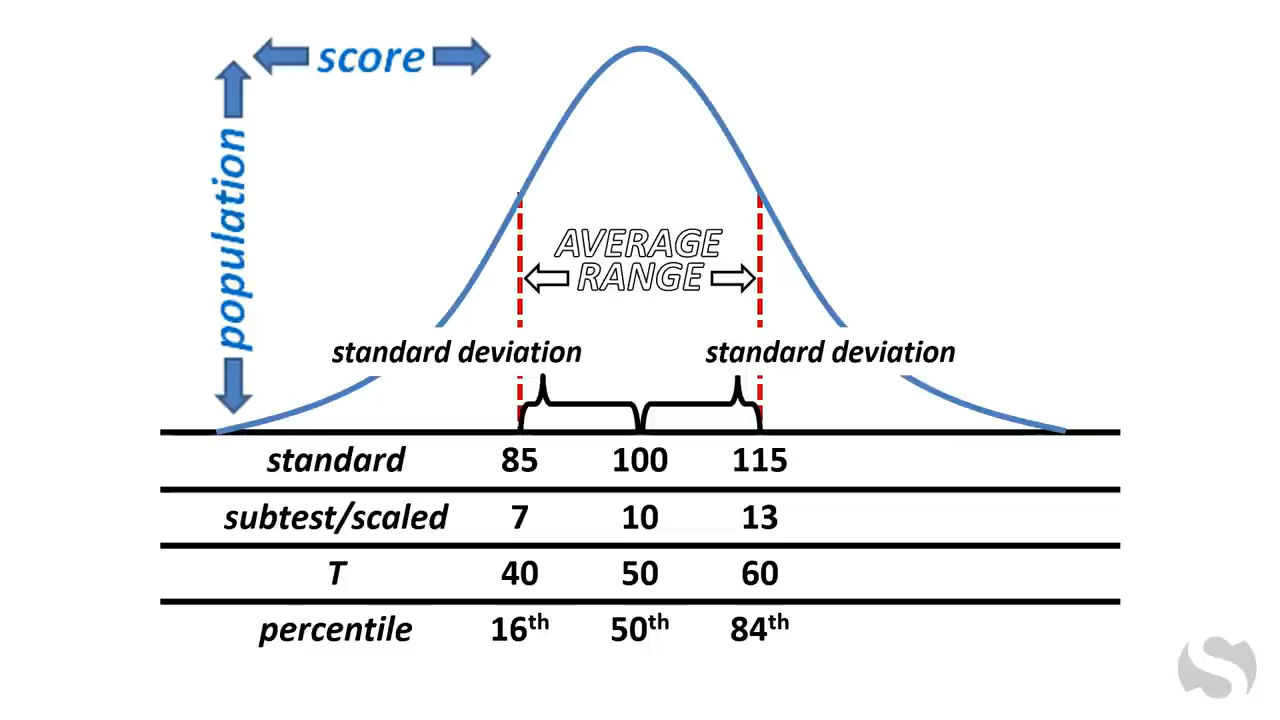 score
population
AVERAGE
RANGE
standard deviation standard deviation
standard 85 100 115
subtest/scaled 7 10 13
T 40 50 60
percentile 16th 50th 84th